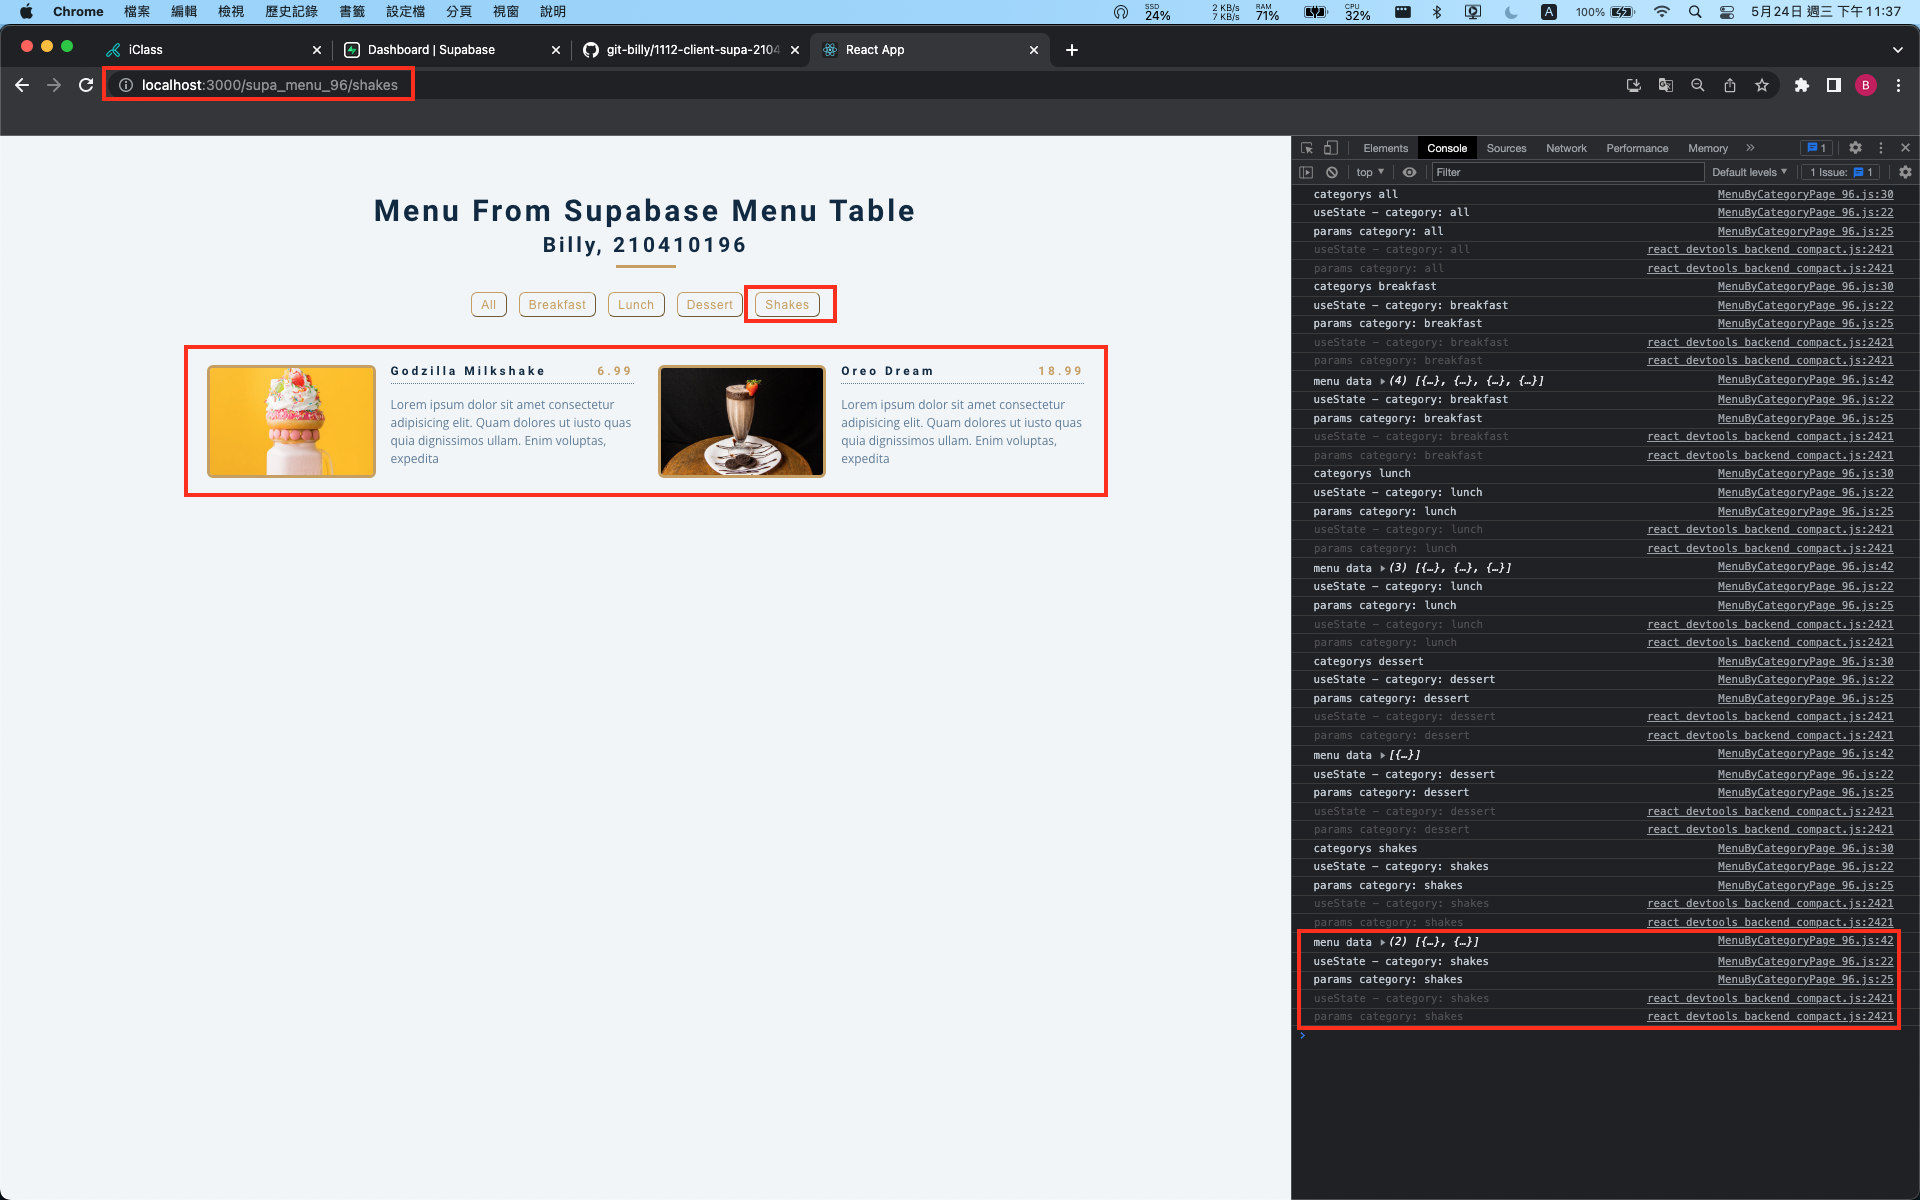 Chrome 檔案 編輯 檢視 歷史記錄 書籤 設定檔 分頁 視窗 說明 SSD 24% 2 KB/s 7 KB/s RAM 71% CPU 32% A 100% 5月24日 週三 下午11:37
iClass Dashboard | Supabase git-billy/1112-client-supa-2104 React App
localhost:3000/supa_menu_96/shakes B
Menu From Supabase Menu Table
Billy, 210410196
All Breakfast Lunch Dessert Shakes
Godzilla Milkshake 6.99
Lorem ipsum dolor sit amet consectetur
adipisicing elit. Quam dolores ut iusto quas
quia dignissimos ullam. Enim voluptas,
expedita
Oreo Dream 18.99
Lorem ipsum dolor sit amet consectetur
adipisicing elit. Quam dolores ut iusto quas
quia dignissimos ullam. Enim voluptas,
expedita
Elements Console Sources Network Performance Memory » 1
top Filter Default levels 1 Issue: 1
categorys all MenuByCategoryPage_96.js:30
useState – category: all MenuByCategoryPage_96.js:22
params category: all MenuByCategoryPage_96.js:25
useState – category: all react_devtools_backend_compact.js:2421
params category: all react_devtools_backend_compact.js:2421
categorys breakfast MenuByCategoryPage_96.js:30
useState – category: breakfast MenuByCategoryPage_96.js:22
params category: breakfast MenuByCategoryPage_96.js:25
useState – category: breakfast react_devtools_backend_compact.js:2421
params category: breakfast react_devtools_backend_compact.js:2421
menu data (4) [{…}, {…}, {…}, {…}] MenuByCategoryPage_96.js:42
useState – category: breakfast MenuByCategoryPage_96.js:22
params category: breakfast MenuByCategoryPage_96.js:25
useState – category: breakfast react_devtools_backend_compact.js:2421
params category: breakfast react_devtools_backend_compact.js:2421
categorys lunch MenuByCategoryPage_96.js:30
useState – category: lunch MenuByCategoryPage_96.js:22
params category: lunch MenuByCategoryPage_96.js:25
useState – category: lunch react_devtools_backend_compact.js:2421
params category: lunch react_devtools_backend_compact.js:2421
menu data (3) [{…}, {…}, {…}] MenuByCategoryPage_96.js:42
useState – category: lunch MenuByCategoryPage_96.js:22
params category: lunch MenuByCategoryPage_96.js:25
useState – category: lunch react_devtools_backend_compact.js:2421
params category: lunch react_devtools_backend_compact.js:2421
categorys dessert MenuByCategoryPage_96.js:30
useState – category: dessert MenuByCategoryPage_96.js:22
params category: dessert MenuByCategoryPage_96.js:25
useState – category: dessert react_devtools_backend_compact.js:2421
params category: dessert react_devtools_backend_compact.js:2421
menu data [{…}] MenuByCategoryPage_96.js:42
useState – category: dessert MenuByCategoryPage_96.js:22
params category: dessert MenuByCategoryPage_96.js:25
useState – category: dessert react_devtools_backend_compact.js:2421
params category: dessert react_devtools_backend_compact.js:2421
categorys shakes MenuByCategoryPage_96.js:30
useState – category: shakes MenuByCategoryPage_96.js:22
params category: shakes MenuByCategoryPage_96.js:25
useState – category: shakes react_devtools_backend_compact.js:2421
params category: shakes react_devtools_backend_compact.js:2421
menu data (2) [{…}, {…}] MenuByCategoryPage_96.js:42
useState – category: shakes MenuByCategoryPage_96.js:22
params category: shakes MenuByCategoryPage_96.js:25
useState – category: shakes react_devtools_backend_compact.js:2421
params category: shakes react_devtools_backend_compact.js:2421